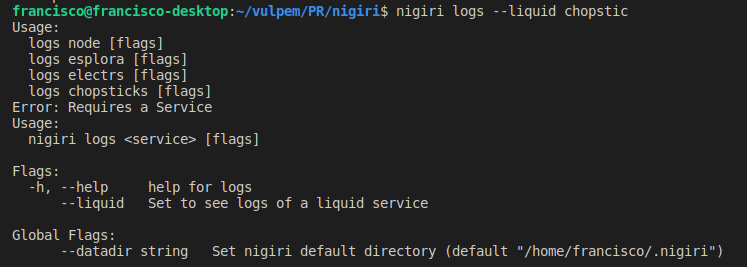 francisco@francisco-desktop:~/vulpem/PR/nigiri$ nigiri logs --liquid chopstic
Usage:
  logs node [flags]
  logs esplora [flags]
  logs electrs [flags]
  logs chopsticks [flags]
Error: Requires a Service
Usage:
  nigiri logs <service> [flags]

Flags:
  -h, --help     help for logs
      --liquid   Set to see logs of a liquid service

Global Flags:
      --datadir string   Set nigiri default directory (default "/home/francisco/.nigiri")